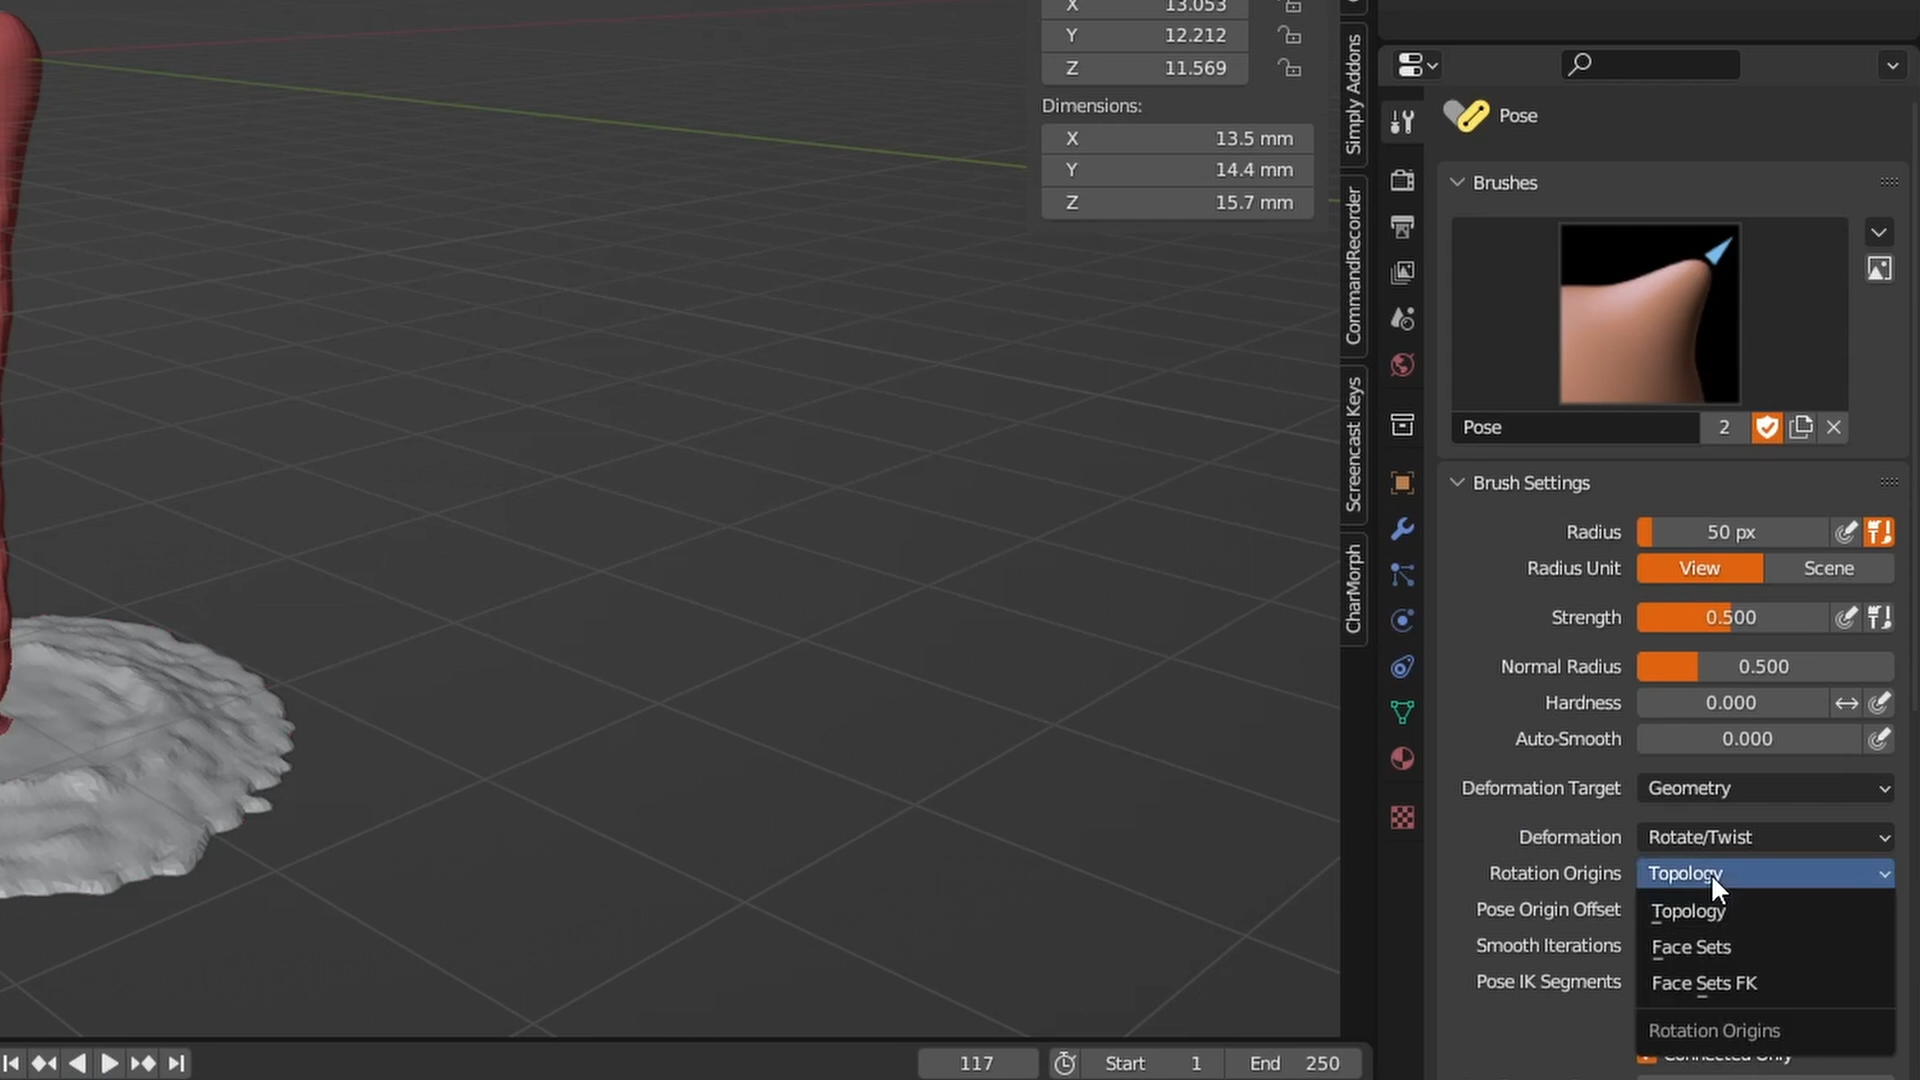 X 13.053
Y 12.212
Z 11.569
Dimensions:
X 13.5 mm
Y 14.4 mm
Z 15.7 mm
Simply Addons
CommandRecorder
Screencast Keys
CharMorph
Pose
Brushes
Pose 2
Brush Settings
Radius 50 px
Radius Unit View Scene
Strength 0.500
Normal Radius 0.500
Hardness 0.000
Auto-Smooth 0.000
Deformation Target Geometry
Deformation Rotate/Twist
Rotation Origins Topology
Pose Origin Offset Topology
Smooth Iterations Face Sets
Pose IK Segments Face Sets FK
Rotation Origins
Connected Only
117 Start 1 End 250